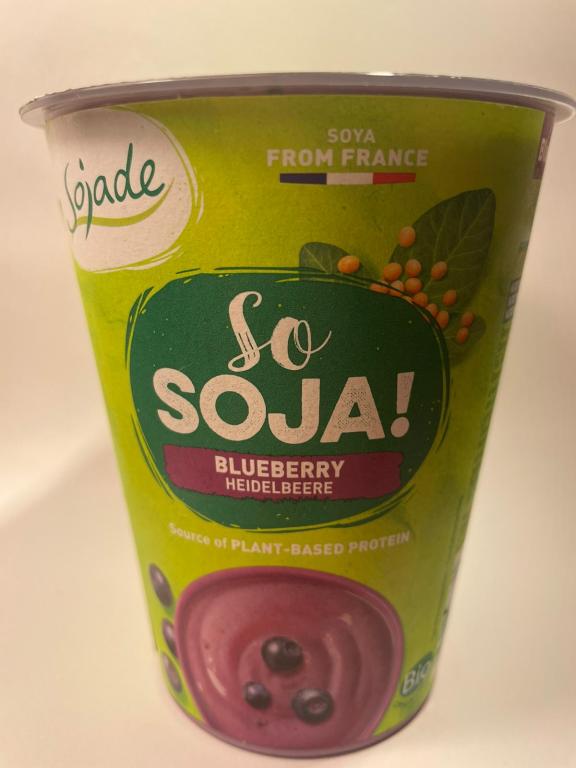 Sojade
SOYA
FROM FRANCE
So
SOJA!
BLUEBERRY
HEIDELBEERE
Source of PLANT-BASED PROTEIN
Bio